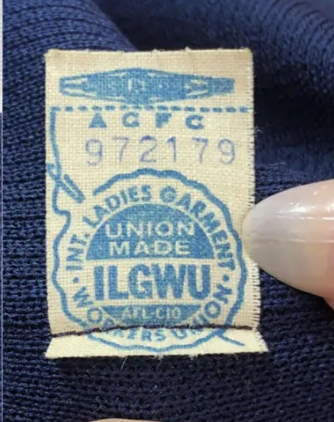 AGFC
972179
INT. LADIES GARMENT
UNION
MADE
ILGWU
AFL-CIO
WORKERS UNION